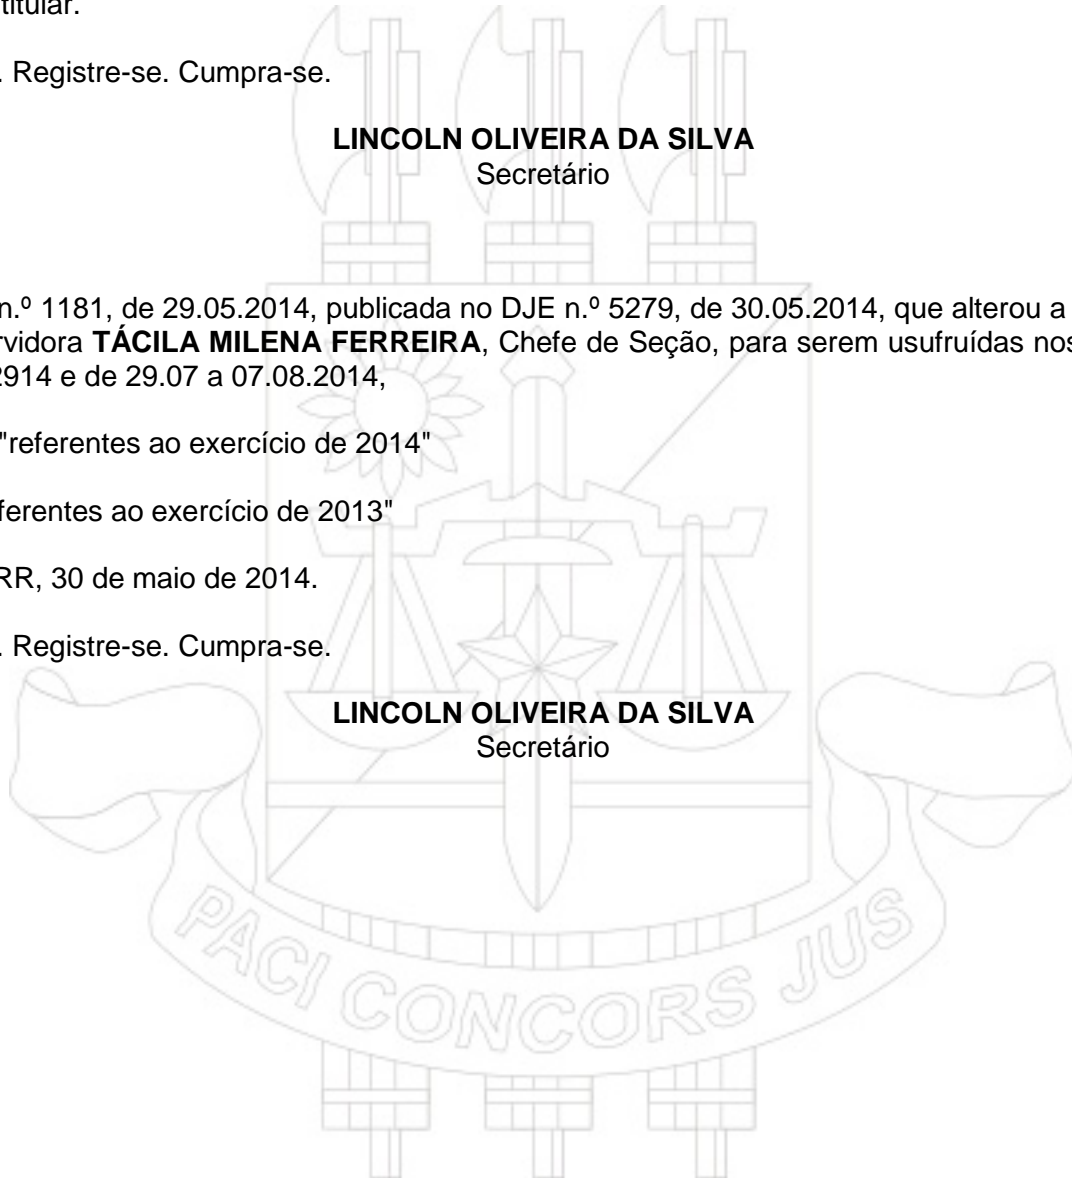 titular.
. Registre-se. Cumpra-se.
LINCOLN OLIVEIRA DA SILVA
Secretário
n.º 1181, de 29.05.2014, publicada no DJE n.º 5279, de 30.05.2014, que alterou a
rvidora TÁCILA MILENA FERREIRA, Chefe de Seção, para serem usufruídas nos
2914 e de 29.07 a 07.08.2014,
"referentes ao exercício de 2014"
ferentes ao exercício de 2013"
RR, 30 de maio de 2014.
. Registre-se. Cumpra-se.
LINCOLN OLIVEIRA DA SILVA
Secretário
PACI CONCORS JUS